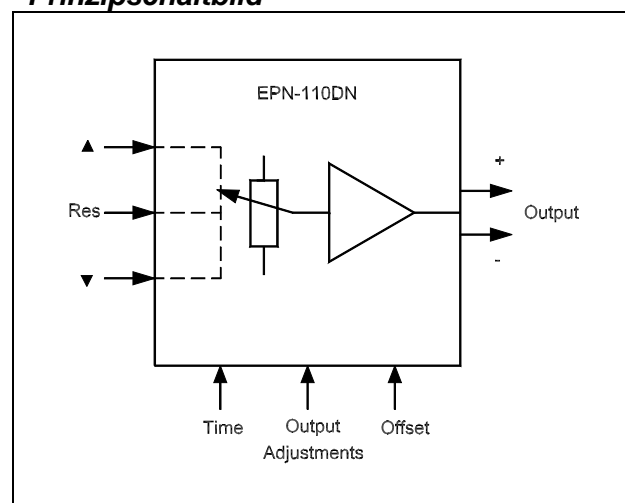 Prinzipschaltbild
EPN-110DN
▲
+
Res
Output
▼
-
Time
Output
Offset
Adjustments